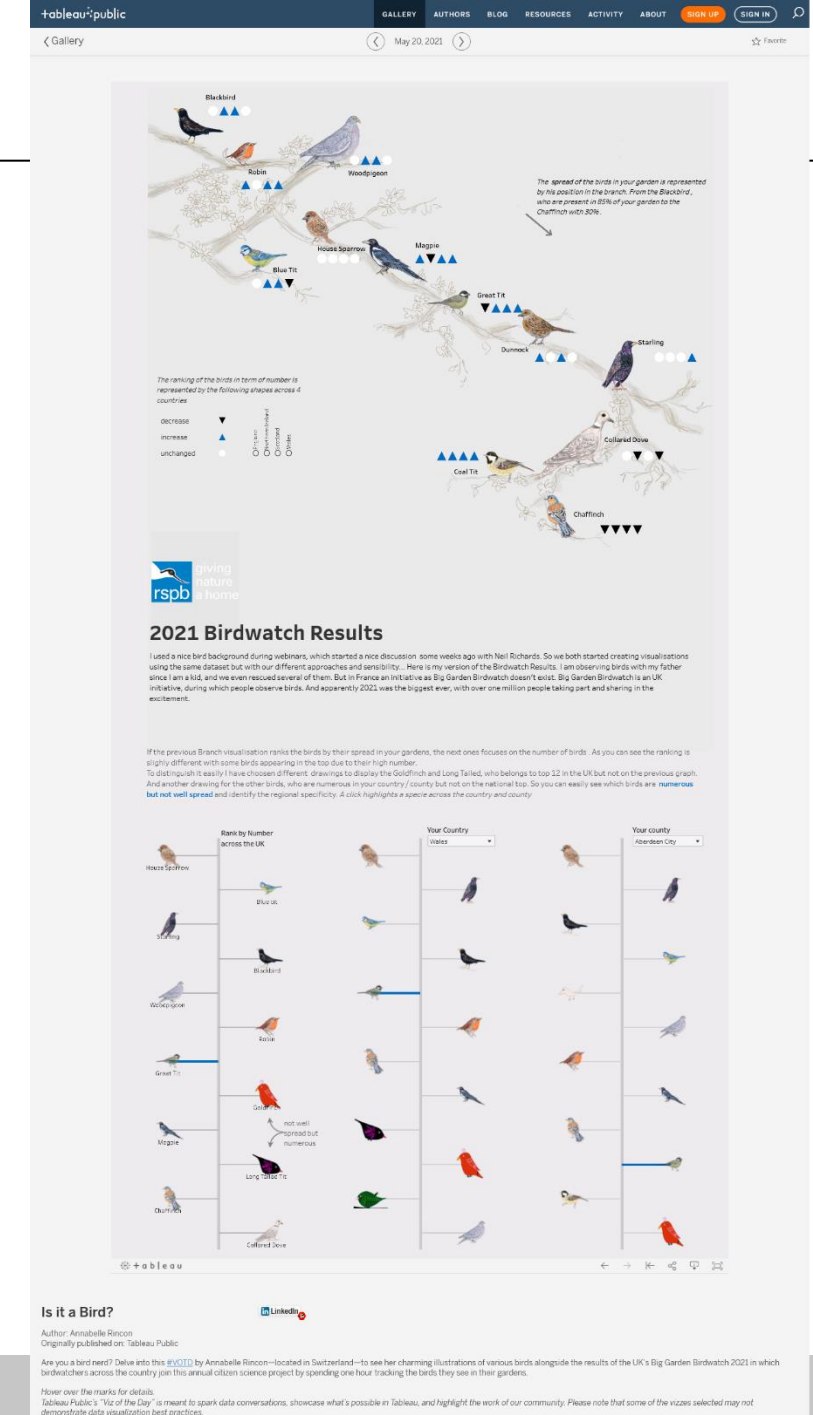 +ableau public
GALLERY AUTHORS BLOG RESOURCES ACTIVITY ABOUT SIGN UP SIGN IN
Gallery
May 20, 2021
Favorite
Blackbird
Robin
Woodpigeon
The spread of the birds in your garden is represented
by his position in the branch. From the Blackbird ,
who are present in 85% of your garden to the
Chaffinch with 30% .
House Sparrow
Magpie
Blue Tit
Great Tit
Dunnock
Starling
The ranking of the birds in term of number is
represented by the following shapes across 4
countries
decrease
increase
unchanged
England
Northern Ireland
Scotland
Wales
Collared Dove
Coal Tit
Chaffinch
rspb
giving
nature
a home
2021 Birdwatch Results
I used a nice bird background during webinars, which started a nice discussion some weeks ago with Neil Richards. So we both started creating visualisations
using the same dataset but with our different approaches and sensibility... Here is my version of the Birdwatch Results. I am observing birds with my father
since I am a kid, and we even rescued several of them. But in France an initiative as Big Garden Birdwatch doesn't exist. Big Garden Birdwatch is an UK
initiative, during which people observe birds. And apparently 2021 was the biggest ever, with over one million people taking part and sharing in the
excitement.
If the previous Branch visualisation ranks the birds by their spread in your gardens, the next ones focuses on the number of birds . As you can see the ranking is
slighly different with some birds appearing in the top due to their high number.
To distinguish it easily I have choosen different drawings to display the Goldfinch and Long Tailed, who belongs to top 12 in the UK but not on the previous graph.
And another drawing for the other birds, who are numerous in your country / county but not on the national top. So you can easily see which birds are numerous
but not well spread and identify the regional specificity. A click highlights a specie across the country and county
Rank by Number
across the UK
Your Country
Wales
Your county
Aberdeen City
House Sparrow
Blue tit
Starling
Blackbird
Woodpigeon
Robin
Great Tit
Goldfinch
not well
spread but
numerous
Magpie
Long Tailed Tit
Chaffinch
Collared Dove
+ableau
Is it a Bird?
LinkedIn
Author: Annabelle Rincon
Originally published on: Tableau Public
Are you a bird nerd? Delve into this #VOTD by Annabelle Rincon—located in Switzerland—to see her charming illustrations of various birds alongside the results of the UK's Big Garden Birdwatch 2021 in which
birdwatchers across the country join this annual citizen science project by spending one hour tracking the birds they see in their gardens.
Hover over the marks for details.
Tableau Public's "Viz of the Day" is meant to spark data conversations, showcase what's possible in Tableau, and highlight the work of our community. Please note that some of the vizzes selected may not
demonstrate data visualization best practices.